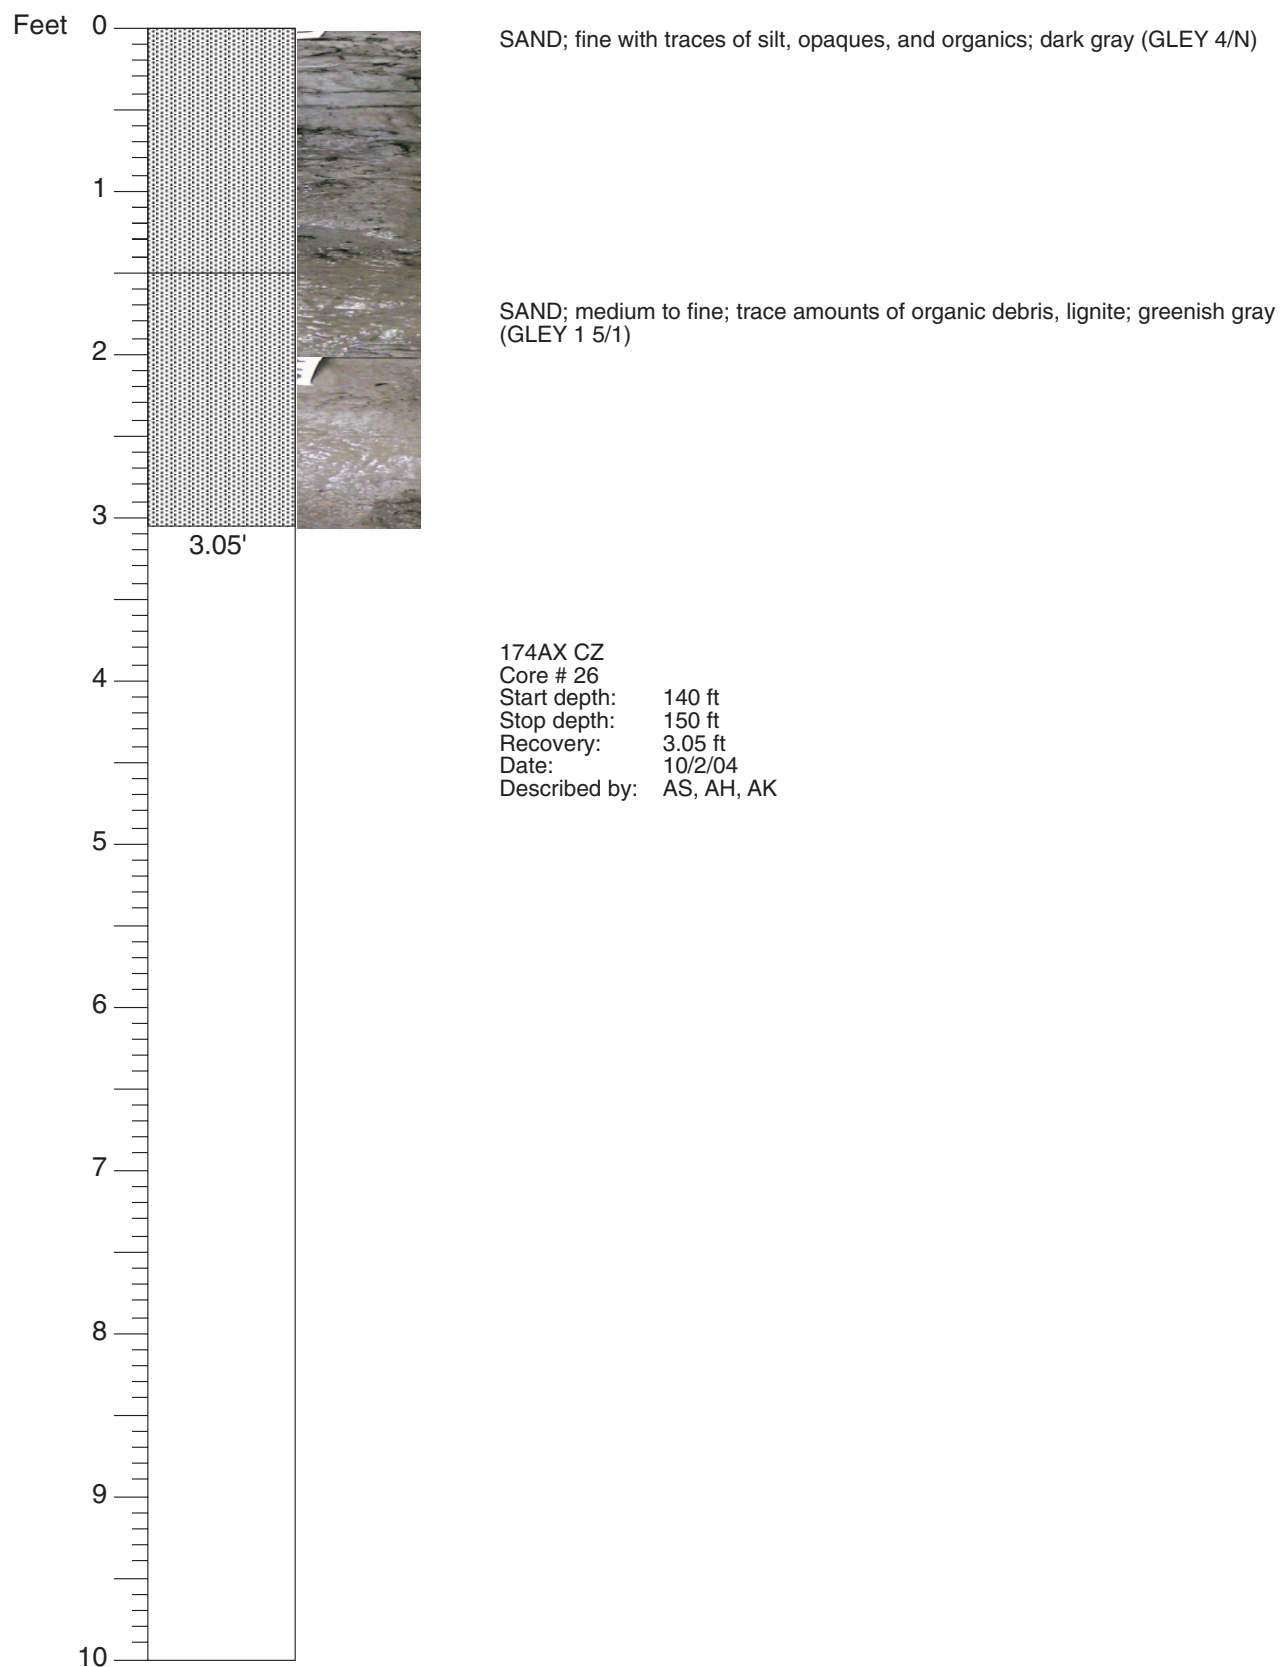 Feet 0
SAND; fine with traces of silt, opaques, and organics; dark gray (GLEY 4/N)
1
SAND; medium to fine; trace amounts of organic debris, lignite; greenish gray
(GLEY 1 5/1)
2
3
3.05'
174AX CZ
Core # 26
4
Start depth: 140 ft
Stop depth: 150 ft
Recovery: 3.05 ft
Date: 10/2/04
Described by: AS, AH, AK
5
6
7
8
9
10